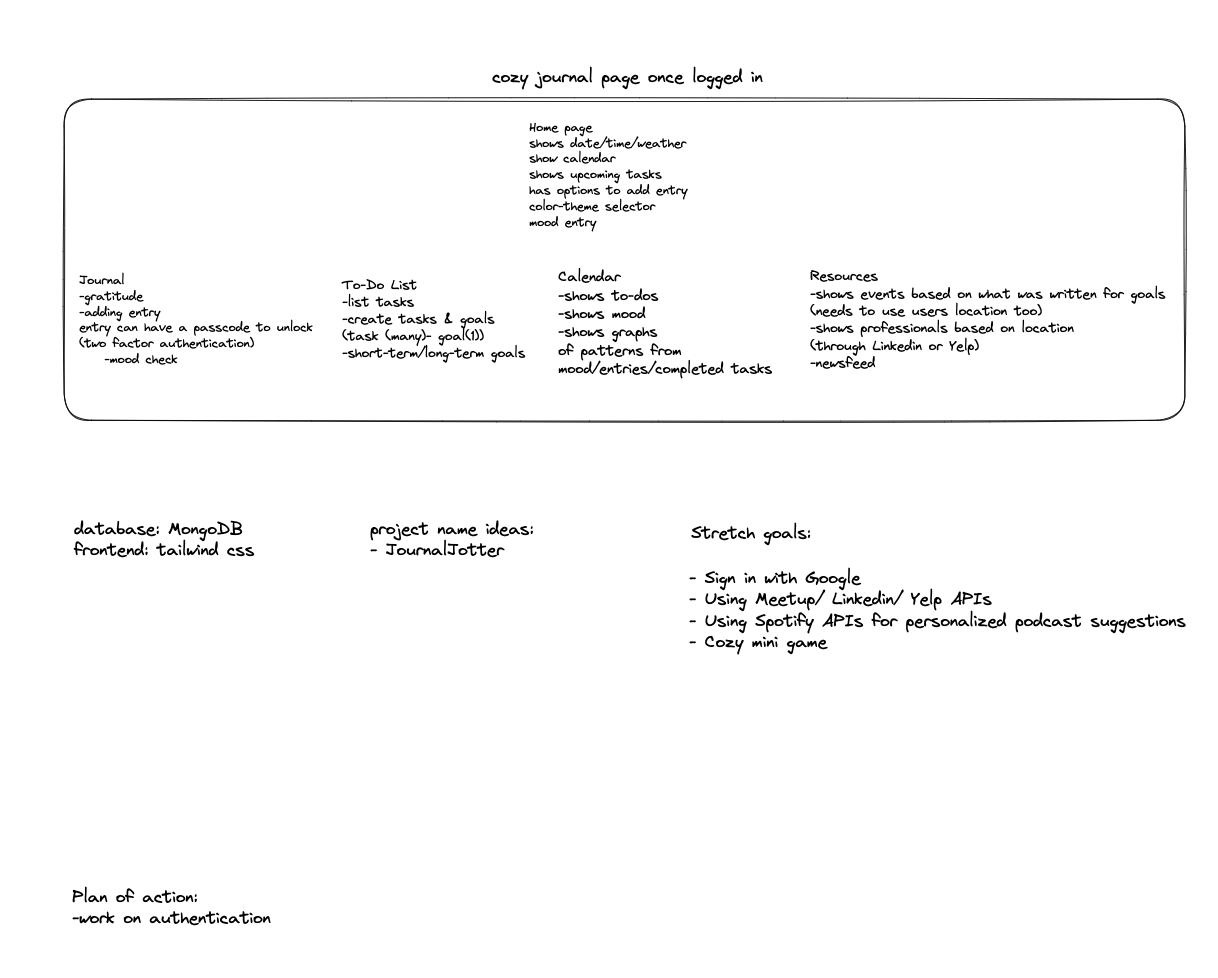 cozy journal page once logged in
Home page
shows date/time/weather
show calendar
shows upcoming tasks
has options to add entry
color-theme selector
mood entry
Journal
-gratitude
-adding entry
entry can have a passcode to unlock
(two factor authentication)
-mood check
To-Do List
-list tasks
-create tasks & goals
(task (many)- goal(1))
-short-term/long-term goals
Calendar
-shows to-dos
-shows mood
-shows graphs
of patterns from
mood/entries/completed tasks
Resources
-shows events based on what was written for goals
(needs to use users location too)
-shows professionals based on location
(through Linkedin or Yelp)
-newsfeed
database: MongoDB
frontend: tailwind css
project name ideas:
- JournalJotter
Stretch goals:
- Sign in with Google
- Using Meetup/ Linkedin/ Yelp APIs
- Using Spotify APIs for personalized podcast suggestions
- Cozy mini game
Plan of action:
-work on authentication